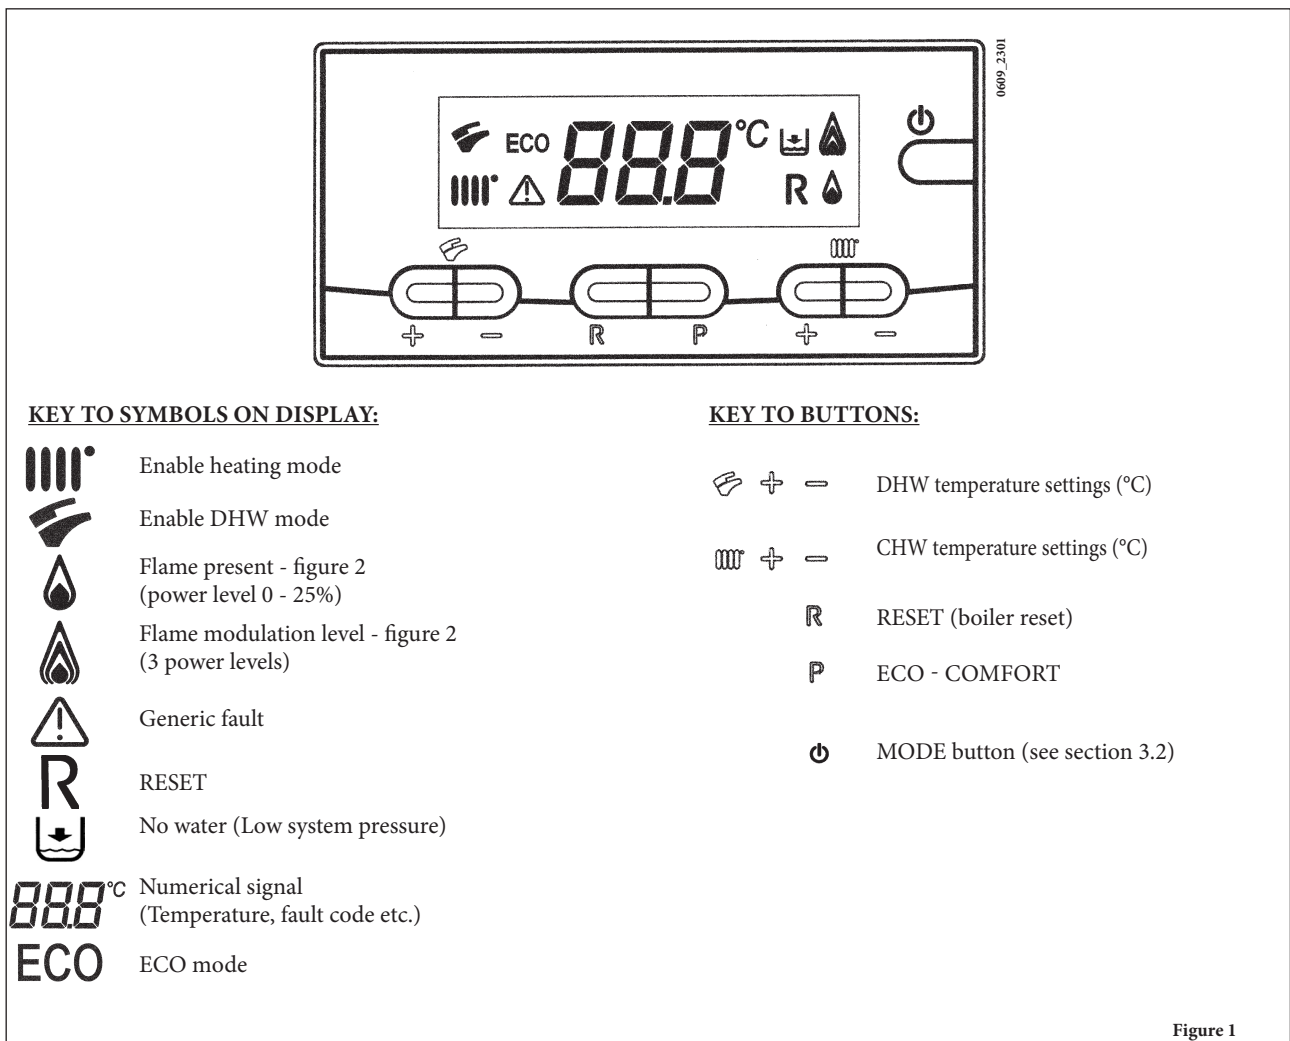 0609_2301
ECO 88.8 °C
R
+ - R P + -
KEY TO SYMBOLS ON DISPLAY:
Enable heating mode
Enable DHW mode
Flame present - figure 2
(power level 0 - 25%)
Flame modulation level - figure 2
(3 power levels)
Generic fault
R RESET
No water (Low system pressure)
88.8 °C Numerical signal
(Temperature, fault code etc.)
ECO ECO mode
KEY TO BUTTONS:
+ - DHW temperature settings (°C)
+ - CHW temperature settings (°C)
R RESET (boiler reset)
P ECO - COMFORT
MODE button (see section 3.2)
Figure 1